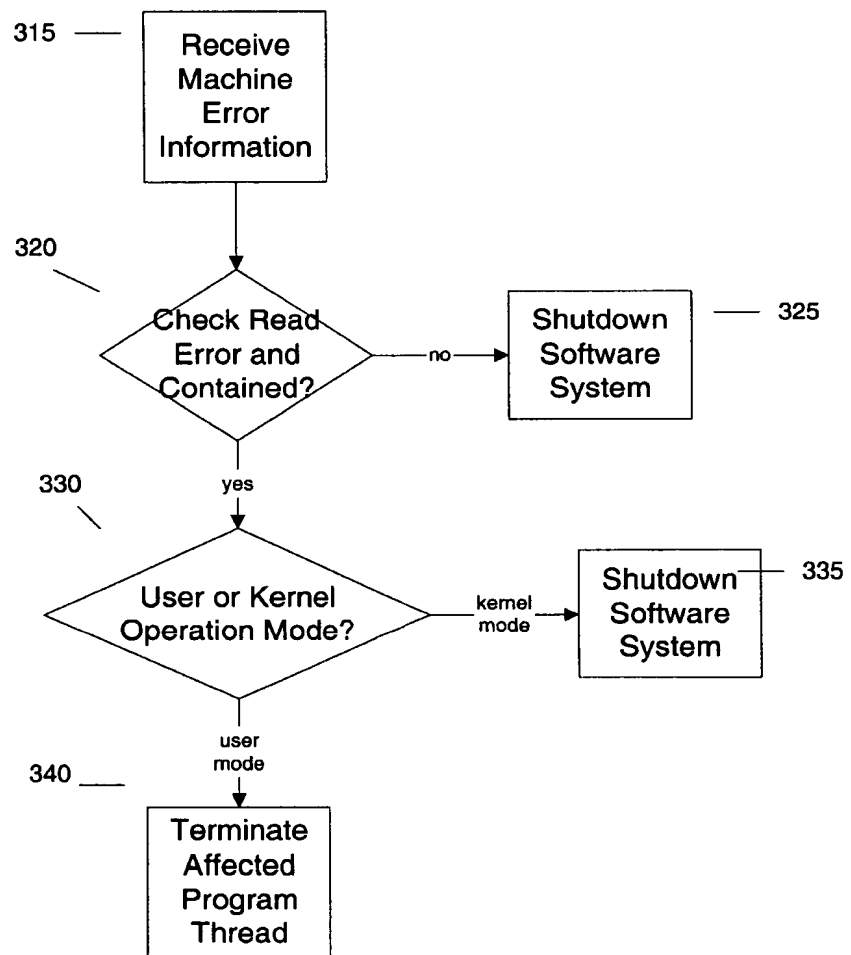 315
Receive
Machine
Error
Information
320
Check Read
Error and
Contained?
no
Shutdown
Software
System
325
yes
330
User or Kernel
Operation Mode?
kernel
mode
Shutdown
Software
System
335
user
mode
340
Terminate
Affected
Program
Thread